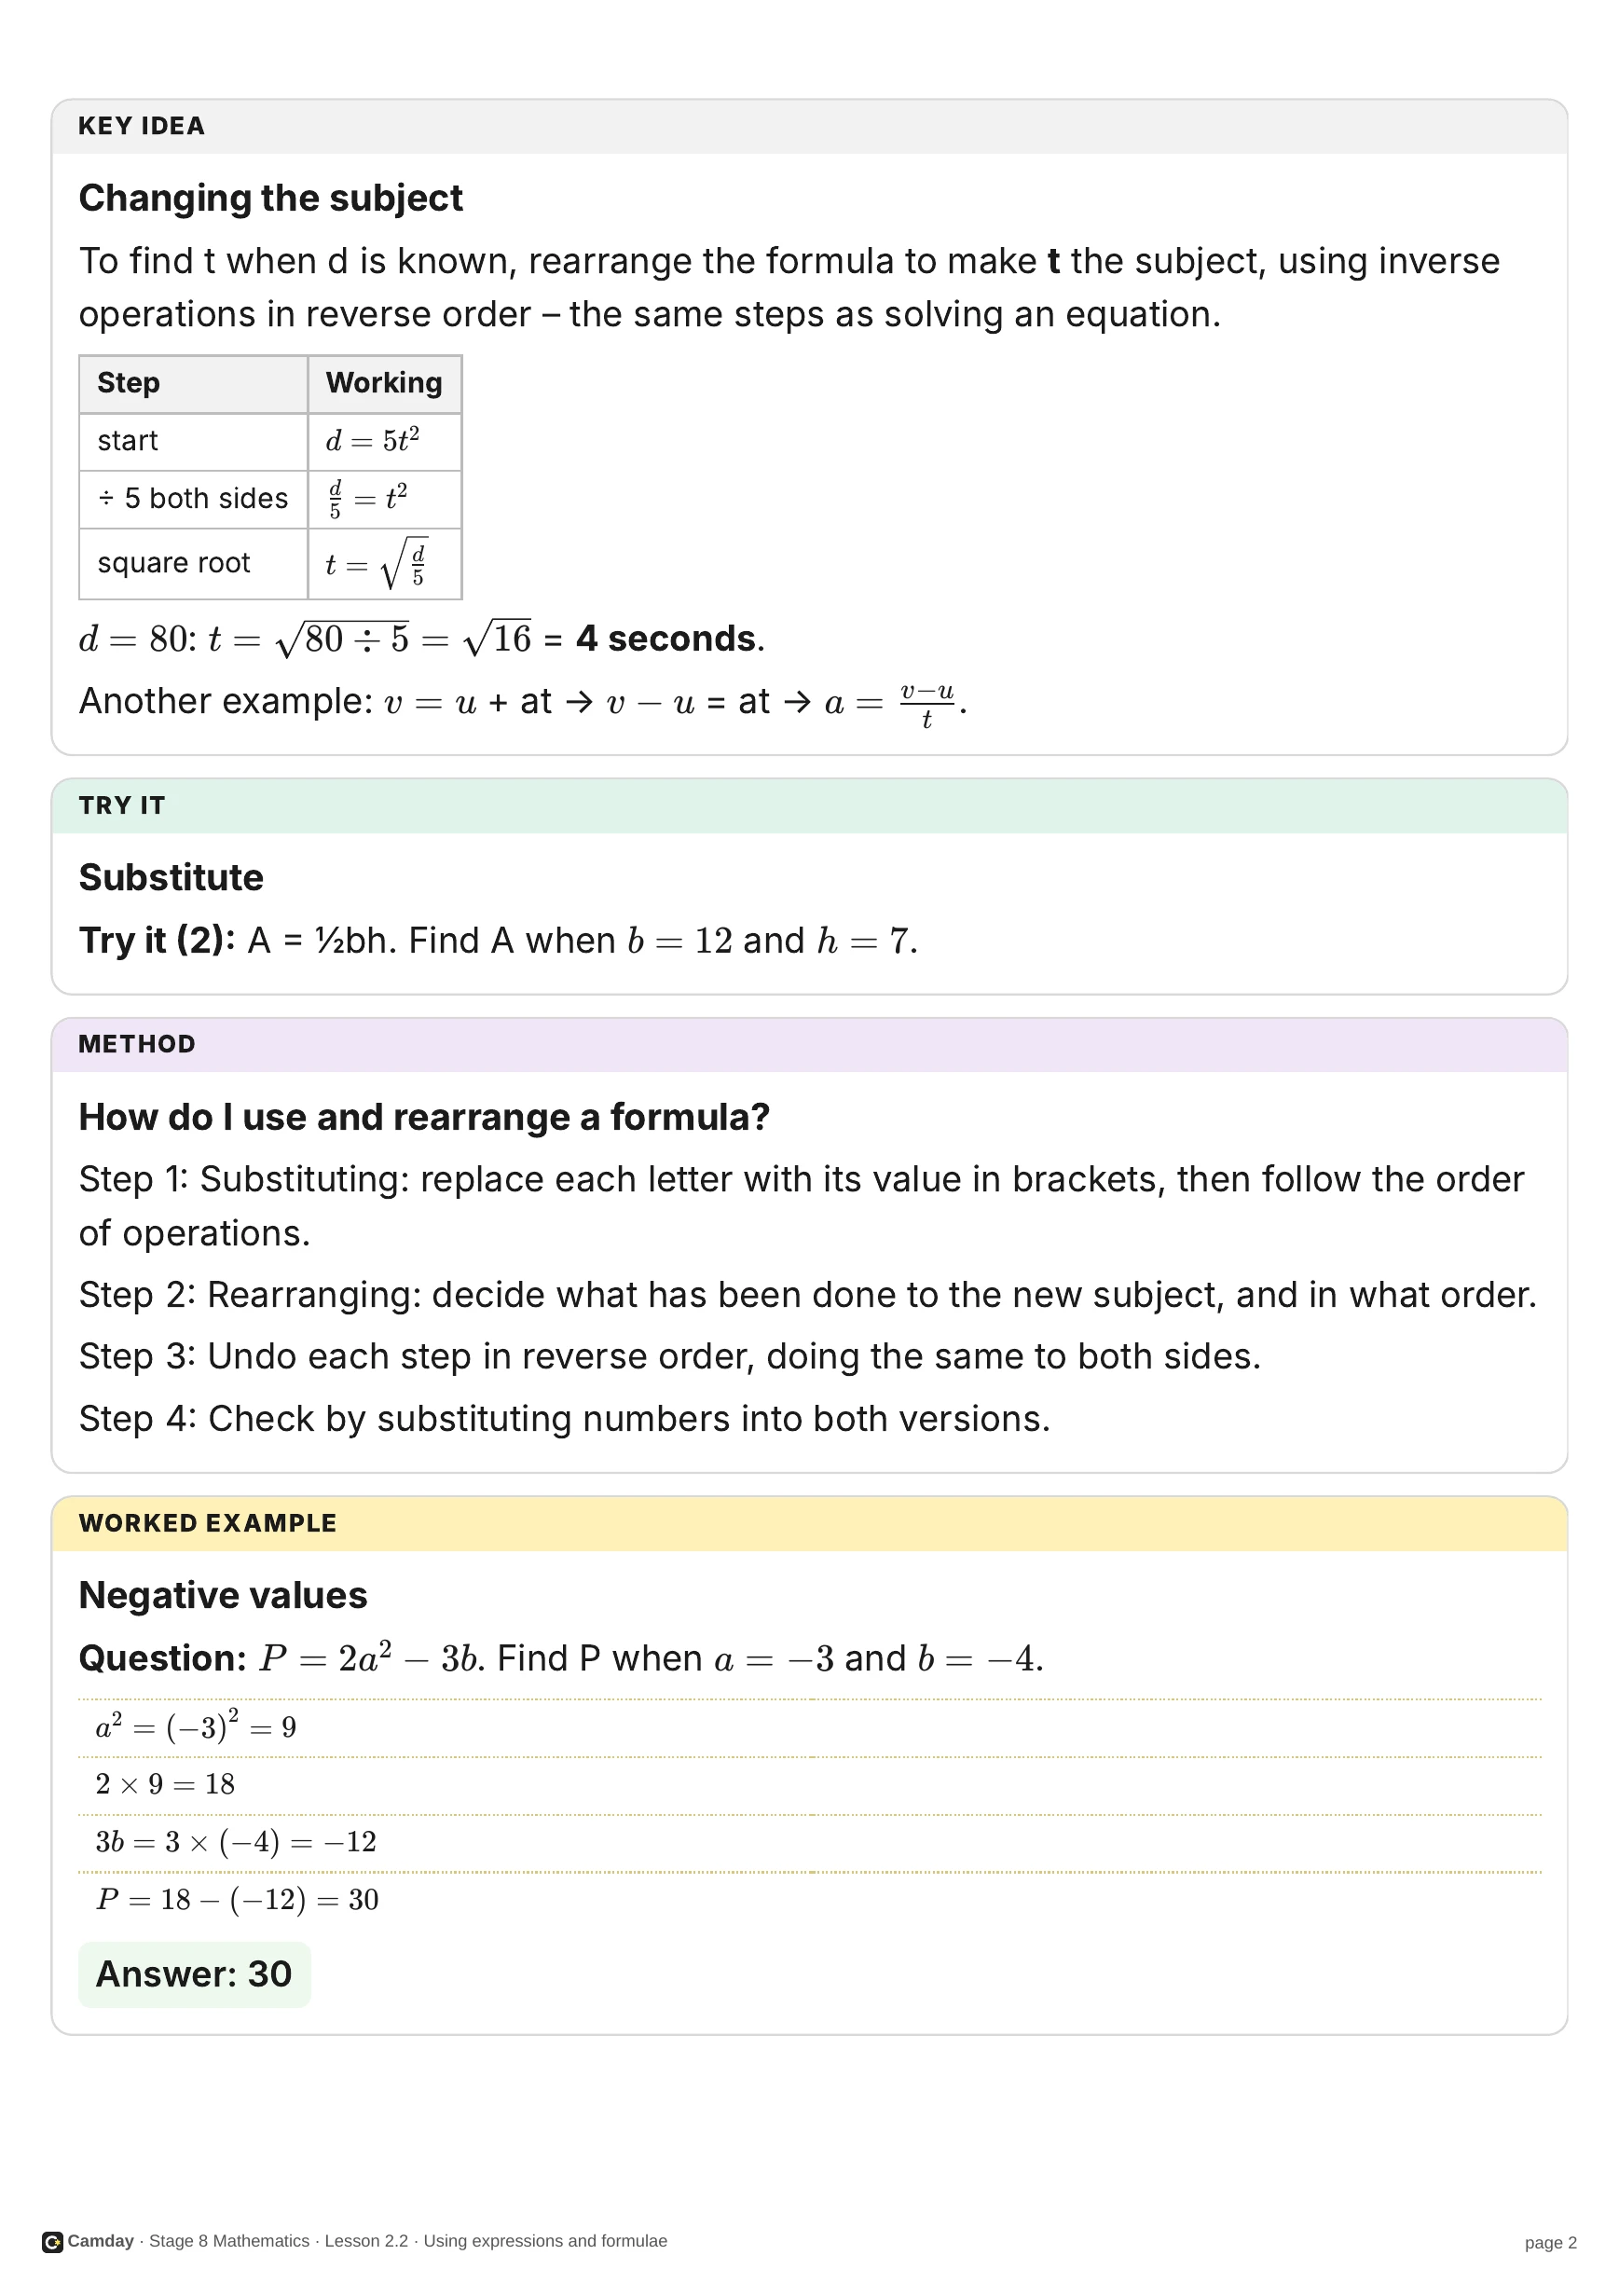 KEY IDEA
Changing the subject
To find t when d is known, rearrange the formula to make t the subject, using inverse
operations in reverse order – the same steps as solving an equation.
Step Working
start d = 5t²
÷ 5 both sides d/5 = t²
square root t = √(d/5)
d = 80: t = √(80 ÷ 5) = √16 = 4 seconds.
Another example: v = u + at → v − u = at → a = (v−u)/t.
TRY IT
Substitute
Try it (2): A = ½bh. Find A when b = 12 and h = 7.
METHOD
How do I use and rearrange a formula?
Step 1: Substituting: replace each letter with its value in brackets, then follow the order
of operations.
Step 2: Rearranging: decide what has been done to the new subject, and in what order.
Step 3: Undo each step in reverse order, doing the same to both sides.
Step 4: Check by substituting numbers into both versions.
WORKED EXAMPLE
Negative values
Question: P = 2a² − 3b. Find P when a = −3 and b = −4.
a² = (−3)² = 9
2 × 9 = 18
3b = 3 × (−4) = −12
P = 18 − (−12) = 30
Answer: 30
Camday · Stage 8 Mathematics · Lesson 2.2 · Using expressions and formulae page 2